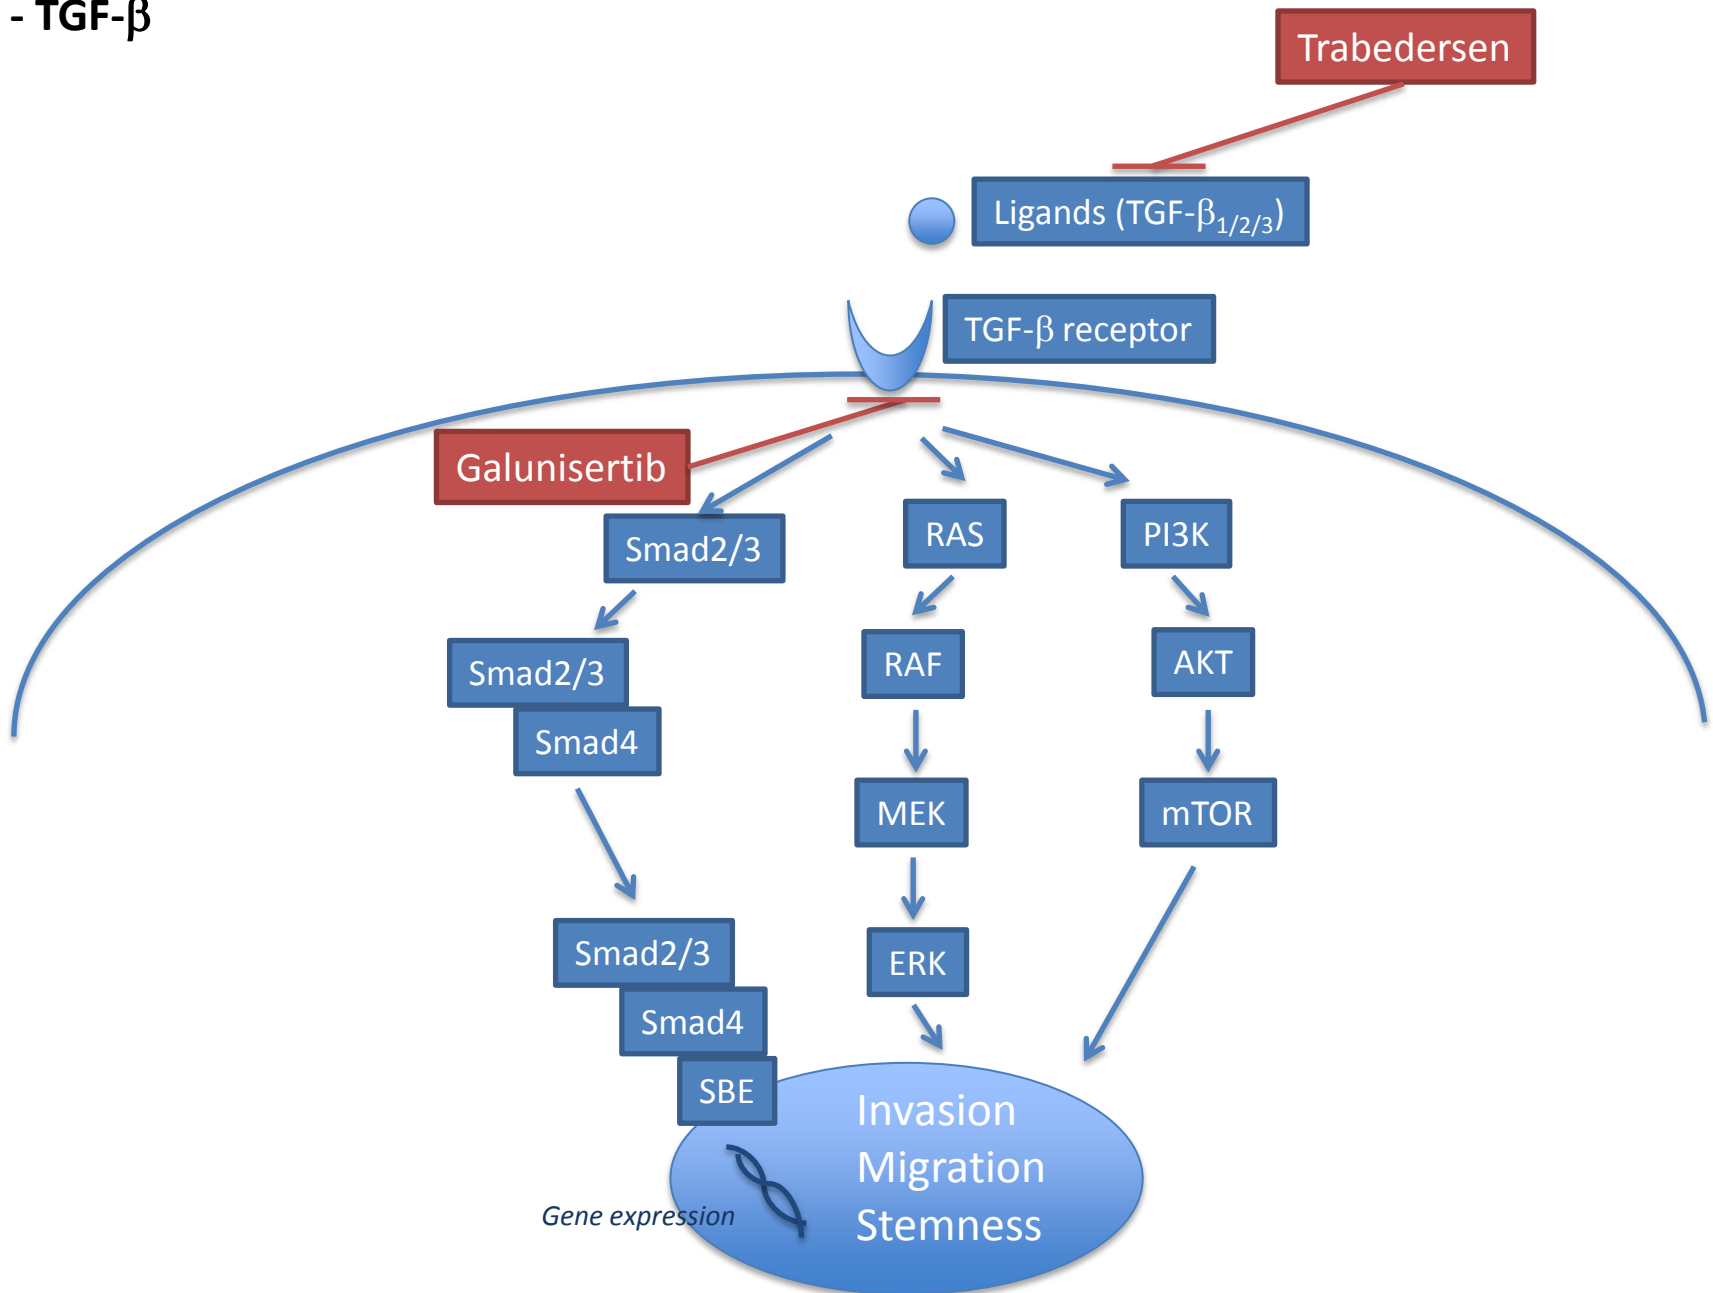 - TGF-β
Trabedersen
Ligands (TGF-β1/2/3)
TGF-β receptor
Galunisertib
Smad2/3
RAS
PI3K
Smad2/3
RAF
AKT
Smad4
MEK
mTOR
Smad2/3
ERK
Smad4
SBE
Invasion
Migration
Stemness
Gene expression